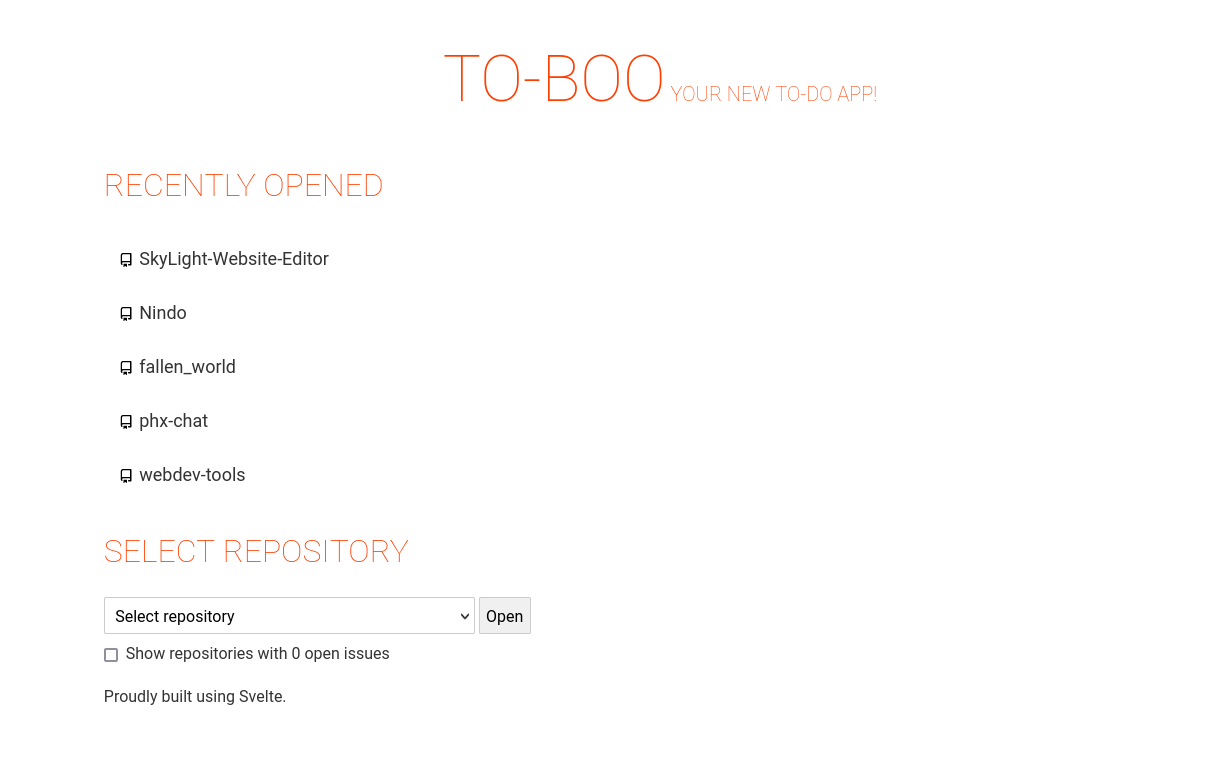 TO-BOO YOUR NEW TO-DO APP!
RECENTLY OPENED
SkyLight-Website-Editor
Nindo
fallen_world
phx-chat
webdev-tools
SELECT REPOSITORY
Select repository Open
Show repositories with 0 open issues
Proudly built using Svelte.